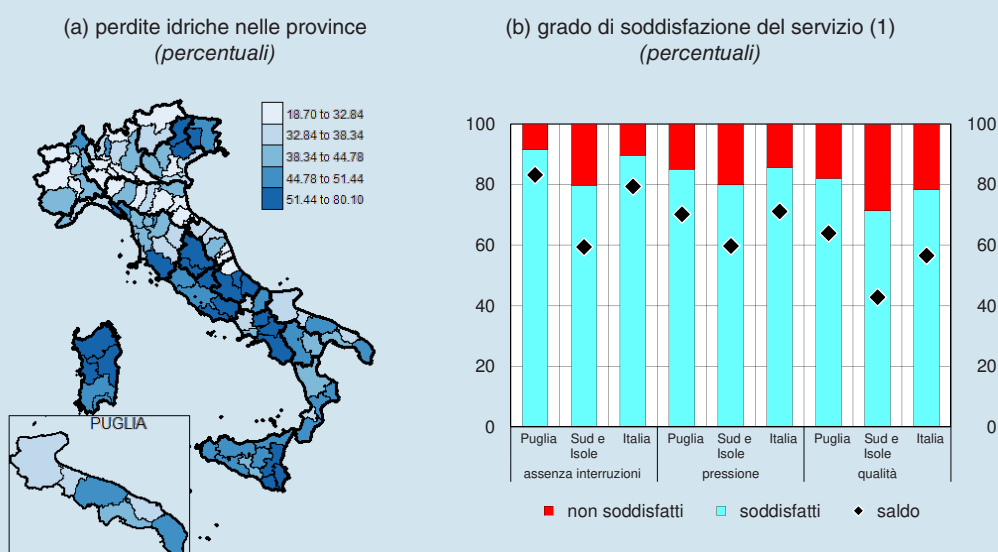 (a) perdite idriche nelle province
(percentuali)
18.70 to 32.84
32.84 to 38.34
38.34 to 44.78
44.78 to 51.44
51.44 to 80.10
PUGLIA
(b) grado di soddisfazione del servizio (1)
(percentuali)
100 100
80 80
60 60
40 40
20 20
0 0
Puglia Sud e Isole Italia Puglia Sud e Isole Italia Puglia Sud e Isole Italia
assenza interruzioni pressione qualità
non soddisfatti soddisfatti saldo